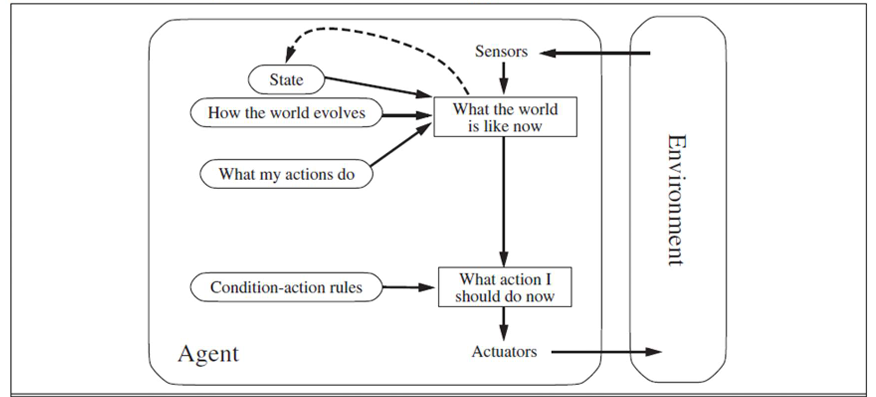 Sensors
State
How the world evolves
What the world
is like now
What my actions do
Environment
Condition-action rules
What action I
should do now
Agent
Actuators